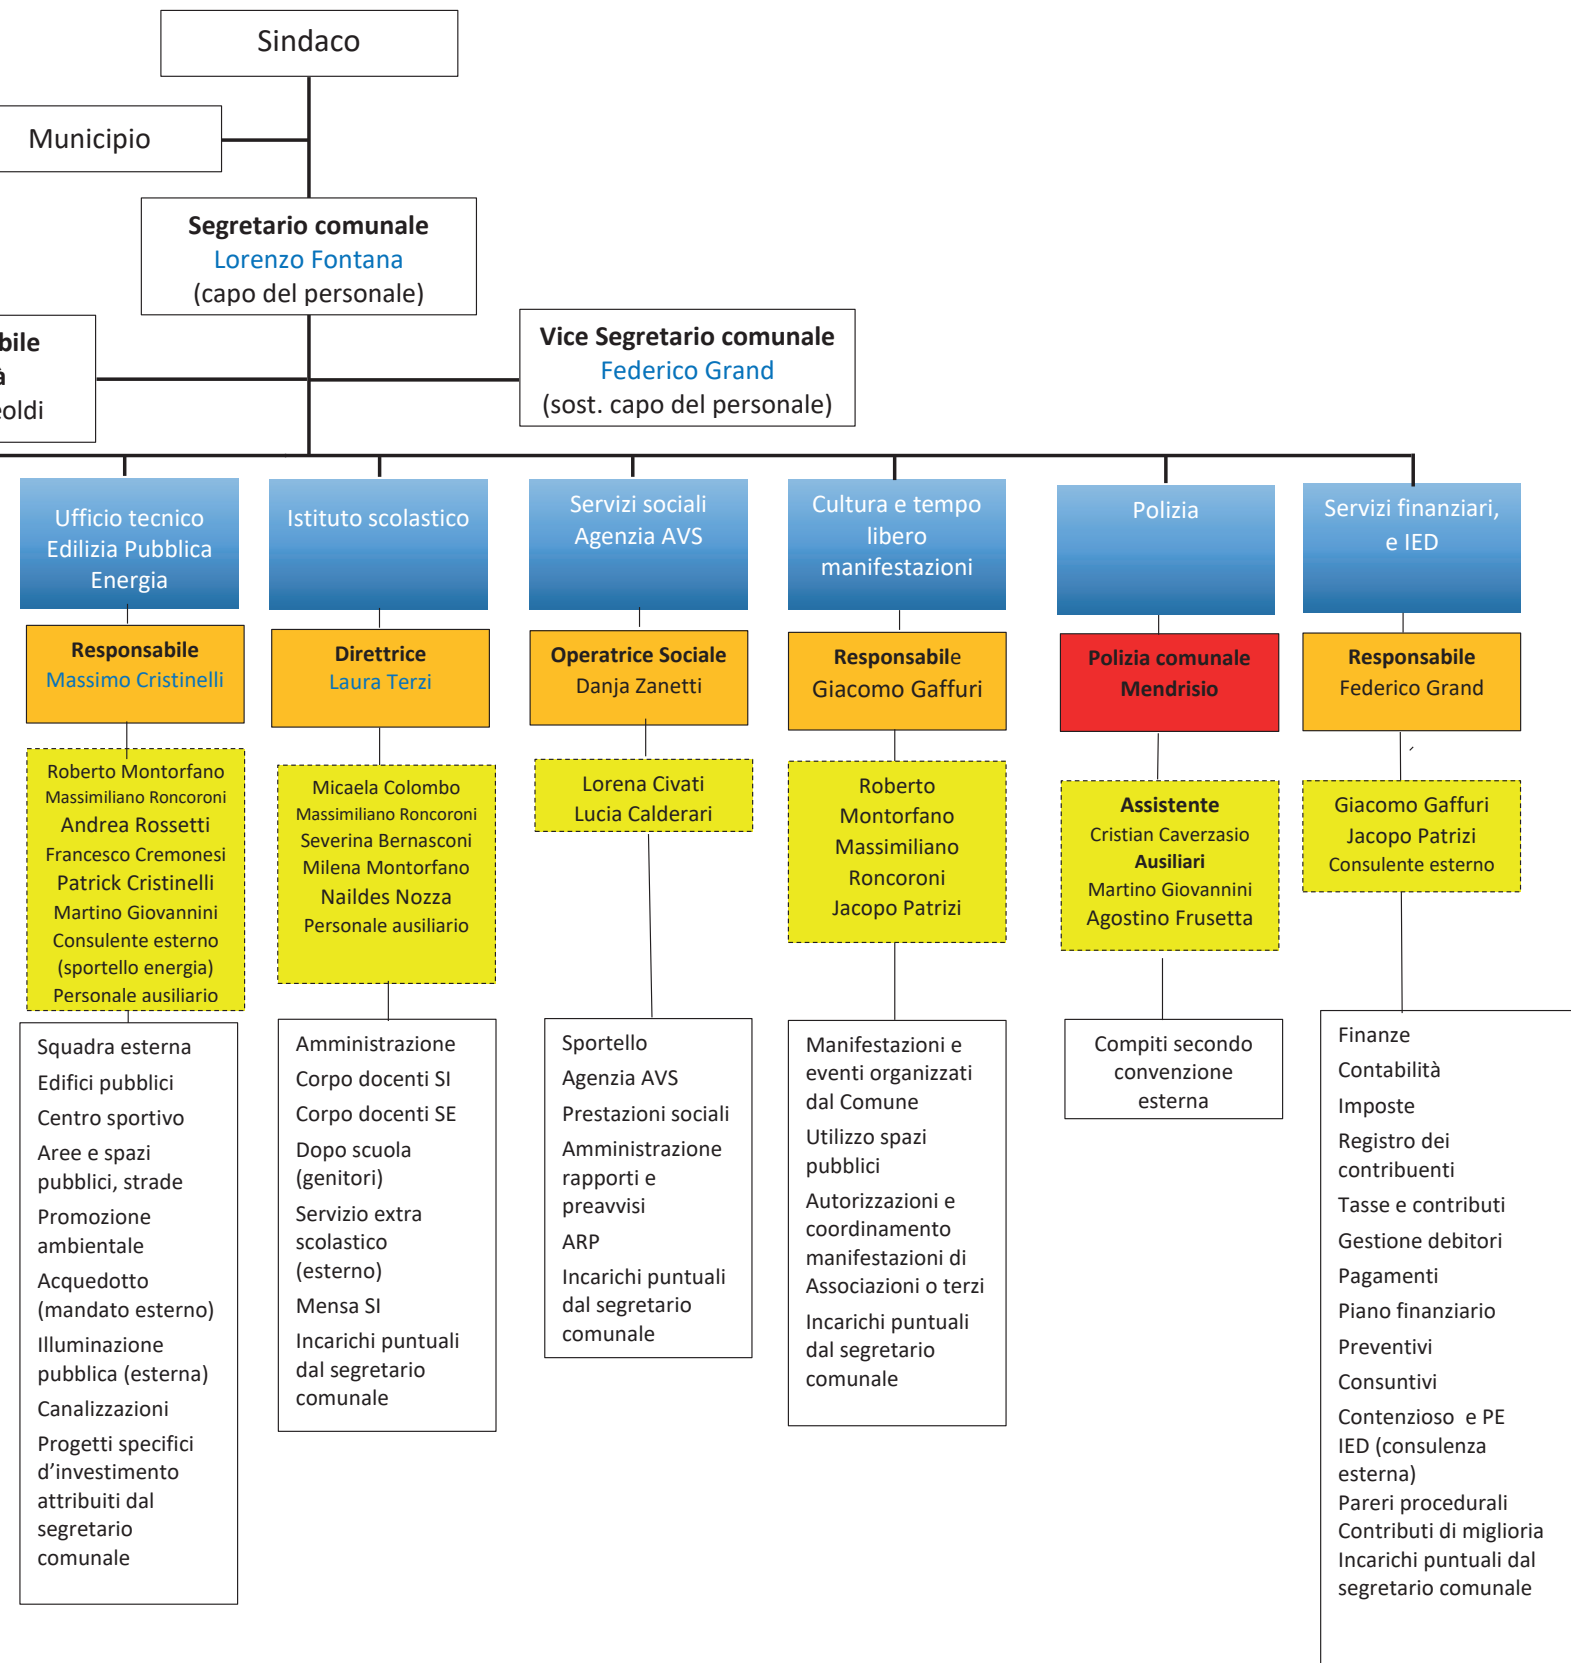 Sindaco
Municipio
Segretario comunale
Lorenzo Fontana
(capo del personale)
Vice Segretario comunale
Federico Grand
(sost. capo del personale)
Ufficio tecnico
Edilizia Pubblica
Energia
Responsabile
Massimo Cristinelli
Roberto Montorfano
Massimiliano Roncoroni
Andrea Rossetti
Francesco Cremonesi
Patrick Cristinelli
Martino Giovannini
Consulente esterno
(sportello energia)
Personale ausiliario
Squadra esterna
Edifici pubblici
Centro sportivo
Aree e spazi
pubblici, strade
Promozione
ambientale
Acquedotto
(mandato esterno)
Illuminazione
pubblica (esterna)
Canalizzazioni
Progetti specifici
d’investimento
attribuiti dal
segretario
comunale
Istituto scolastico
Direttrice
Laura Terzi
Micaela Colombo
Massimiliano Roncoroni
Severina Bernasconi
Milena Montorfano
Naildes Nozza
Personale ausiliario
Amministrazione
Corpo docenti SI
Corpo docenti SE
Dopo scuola
(genitori)
Servizio extra
scolastico
(esterno)
Mensa SI
Incarichi puntuali
dal segretario
comunale
Servizi sociali
Agenzia AVS
Operatrice Sociale
Danja Zanetti
Lorena Civati
Lucia Calderari
Sportello
Agenzia AVS
Prestazioni sociali
Amministrazione
rapporti e
preavvisi
ARP
Incarichi puntuali
dal segretario
comunale
Cultura e tempo
libero
manifestazioni
Responsabile
Giacomo Gaffuri
Roberto
Montorfano
Massimiliano
Roncoroni
Jacopo Patrizi
Manifestazioni e
eventi organizzati
dal Comune
Utilizzo spazi
pubblici
Autorizzazioni e
coordinamento
manifestazioni di
Associazioni o terzi
Incarichi puntuali
dal segretario
comunale
Polizia
Polizia comunale
Mendrisio
Assistente
Cristian Caverzasio
Ausiliari
Martino Giovannini
Agostino Frusetta
Compiti secondo
convenzione
esterna
Servizi finanziari,
e IED
Responsabile
Federico Grand
Giacomo Gaffuri
Jacopo Patrizi
Consulente esterno
Finanze
Contabilità
Imposte
Registro dei
contribuenti
Tasse e contributi
Gestione debitori
Pagamenti
Piano finanziario
Preventivi
Consuntivi
Contenzioso e PE
IED (consulenza
esterna)
Pareri procedurali
Contributi di miglioria
Incarichi puntuali dal
segretario comunale